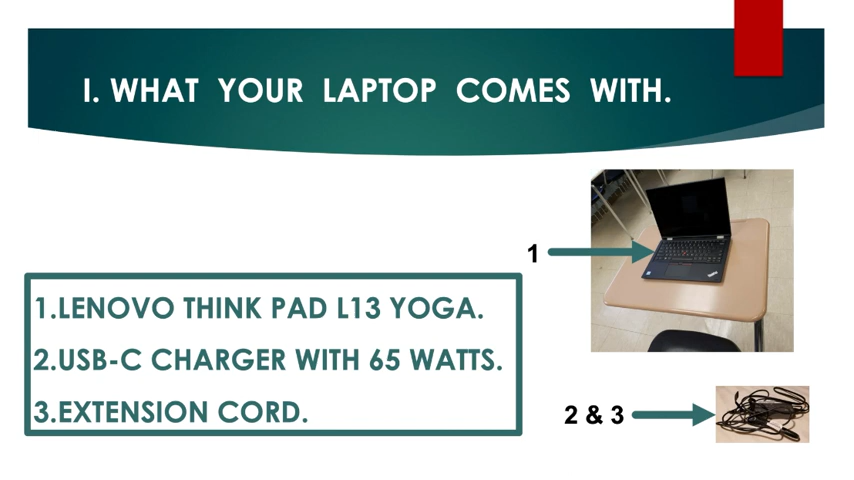 I. WHAT YOUR LAPTOP COMES WITH.
1
1.LENOVO THINK PAD L13 YOGA.
2.USB-C CHARGER WITH 65 WATTS.
3.EXTENSION CORD.
2 & 3